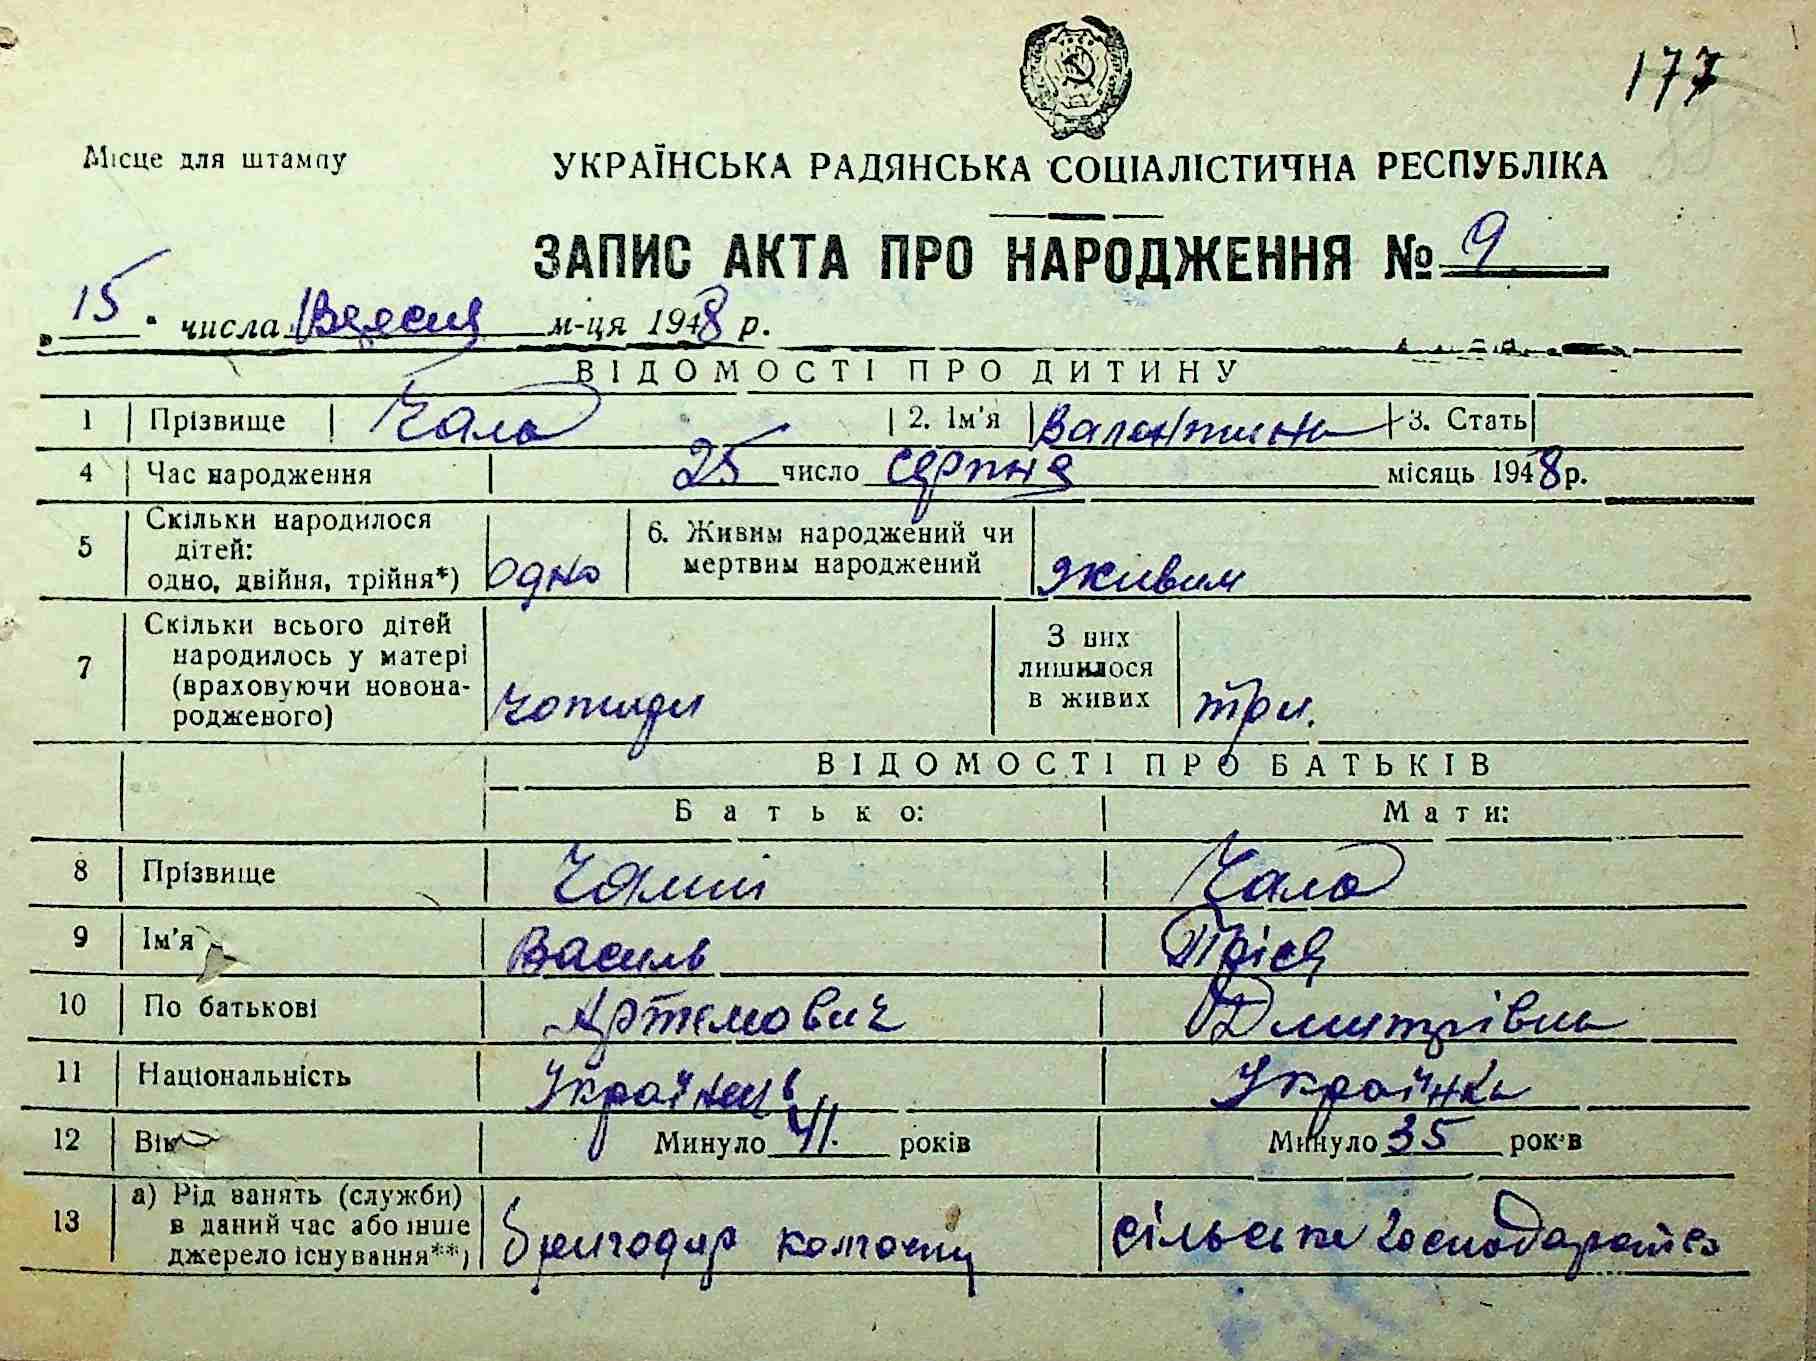 177
Місце для штампу
УКРАЇНСЬКА РАДЯНСЬКА СОЦІАЛІСТИЧНА РЕСПУБЛІКА
ЗАПИС АКТА ПРО НАРОДЖЕННЯ № 9
„15" числа Вересня м-ця 1948 р.
ВІДОМОСТІ ПРО ДИТИНУ
1 Прізвище Чала 2. Ім'я Валентина 3. Стать
4 Час народження 25 число серпня місяць 1948 р.
5 Скільки народилося дітей: одно, двійня, трійня*) Одно 6. Живим народжений чи мертвим народжений живим
7 Скільки всього дітей народилось у матері (враховуючи новонародженого) чотири З них лишилося в живих три.
ВІДОМОСТІ ПРО БАТЬКІВ
Батько: Мати:
8 Прізвище Чалий Чала
9 Ім'я Василь Пріся
10 По батькові Артемович Дмитрівна
11 Національність Українець Українка
12 Вік Минуло 41. років Минуло 35 років
13 а) Рід занять (служби) в даний час або інше джерело існування**) бригадир колгоспу сільське господарство